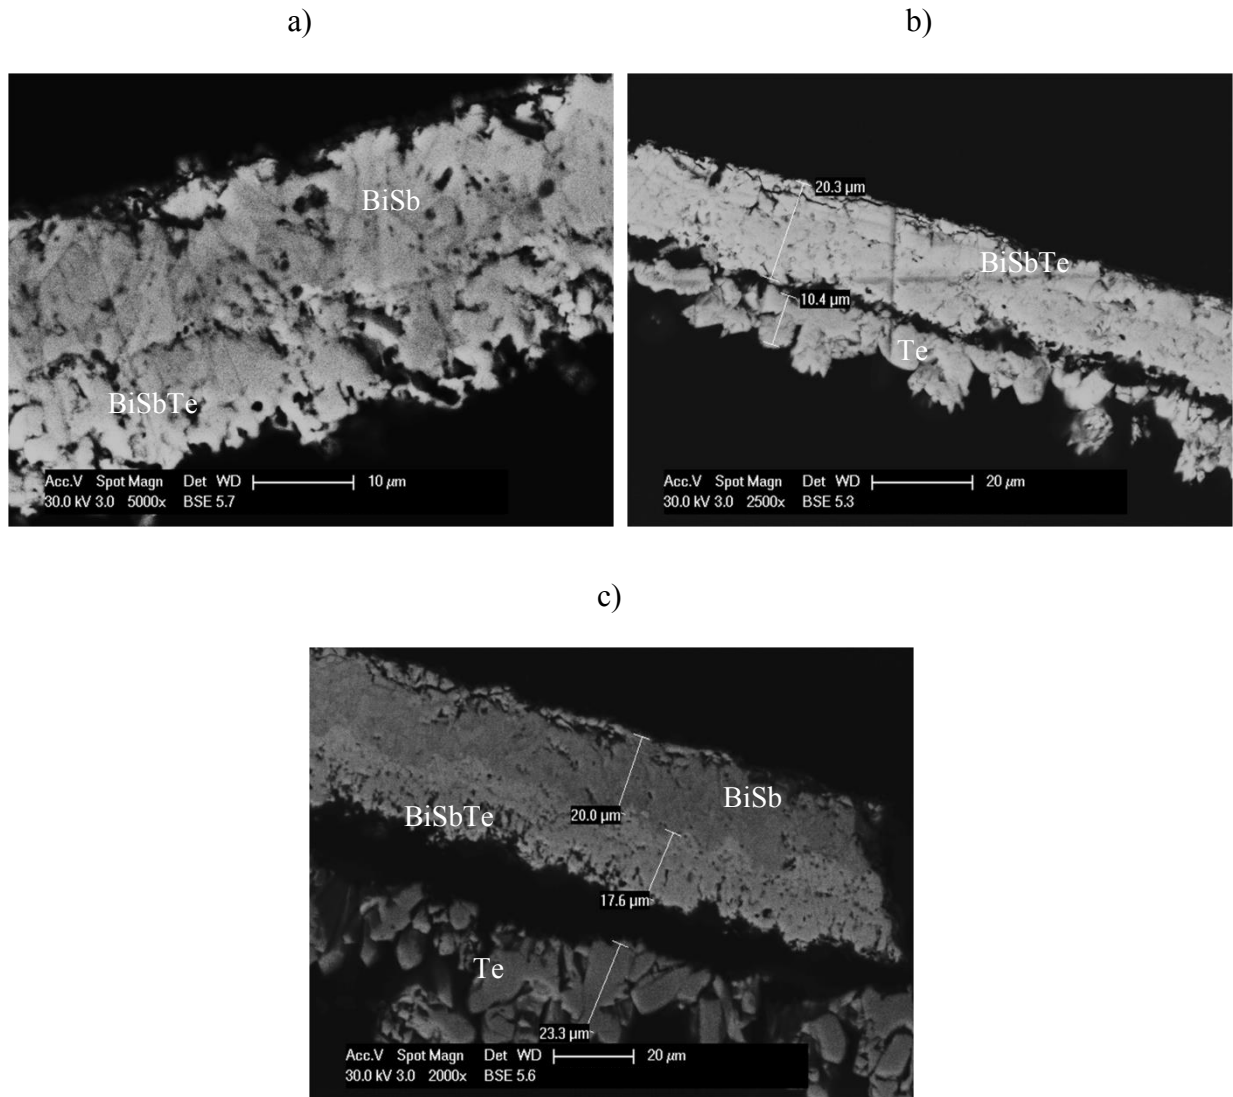 a)
b)
BiSb
BiSbTe
Acc.V Spot Magn Det WD 10 μm
30.0 kV 3.0 5000x BSE 5.7
20.3 μm
BiSbTe
10.4 μm
Te
Acc.V Spot Magn Det WD 20 μm
30.0 kV 3.0 2500x BSE 5.3
c)
BiSb
BiSbTe
20.0 μm
17.6 μm
Te
23.3 μm
Acc.V Spot Magn Det WD 20 μm
30.0 kV 3.0 2000x BSE 5.6